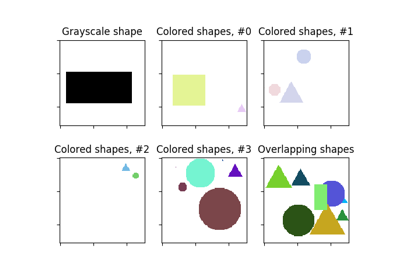 Grayscale shape
Colored shapes, #0
Colored shapes, #1
Colored shapes, #2
Colored shapes, #3
Overlapping shapes